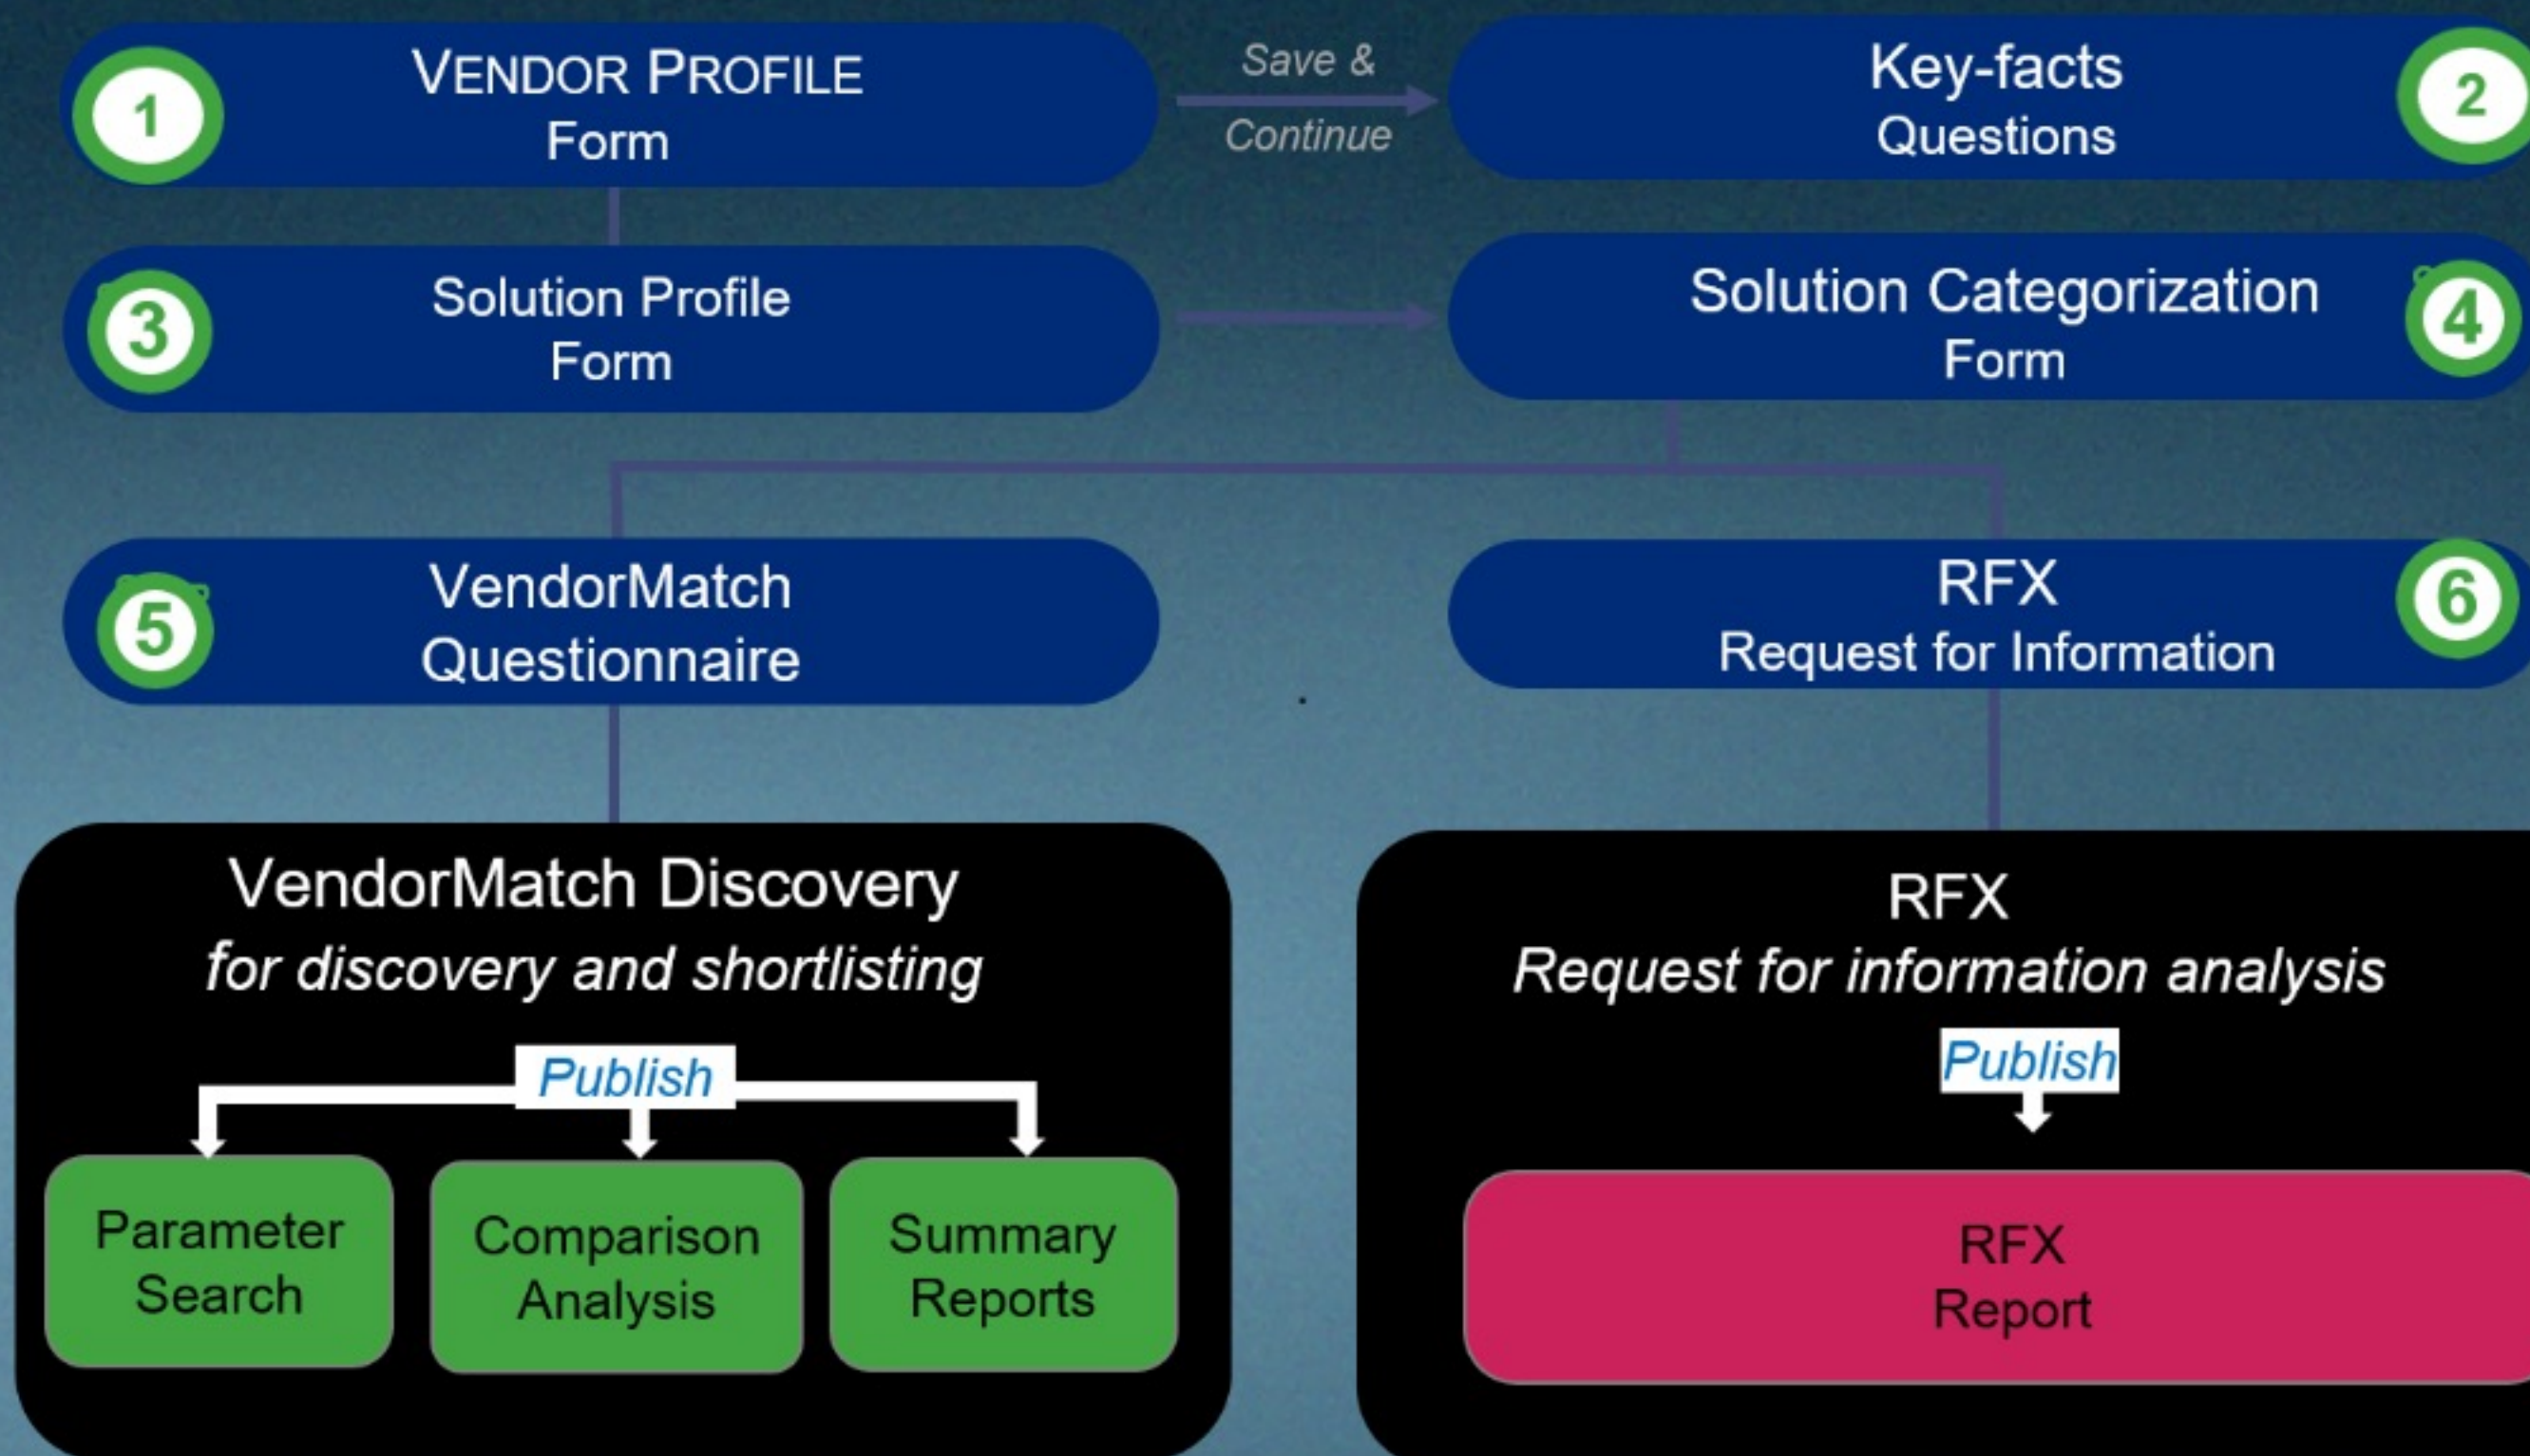 1
VENDOR PROFILE
Form
Save &
Continue
Key-facts
Questions
2
3
Solution Profile
Form
Solution Categorization
Form
4
5
VendorMatch
Questionnaire
RFX
Request for Information
6
VendorMatch Discovery
for discovery and shortlisting
Publish
Parameter
Search
Comparison
Analysis
Summary
Reports
RFX
Request for information analysis
Publish
RFX
Report